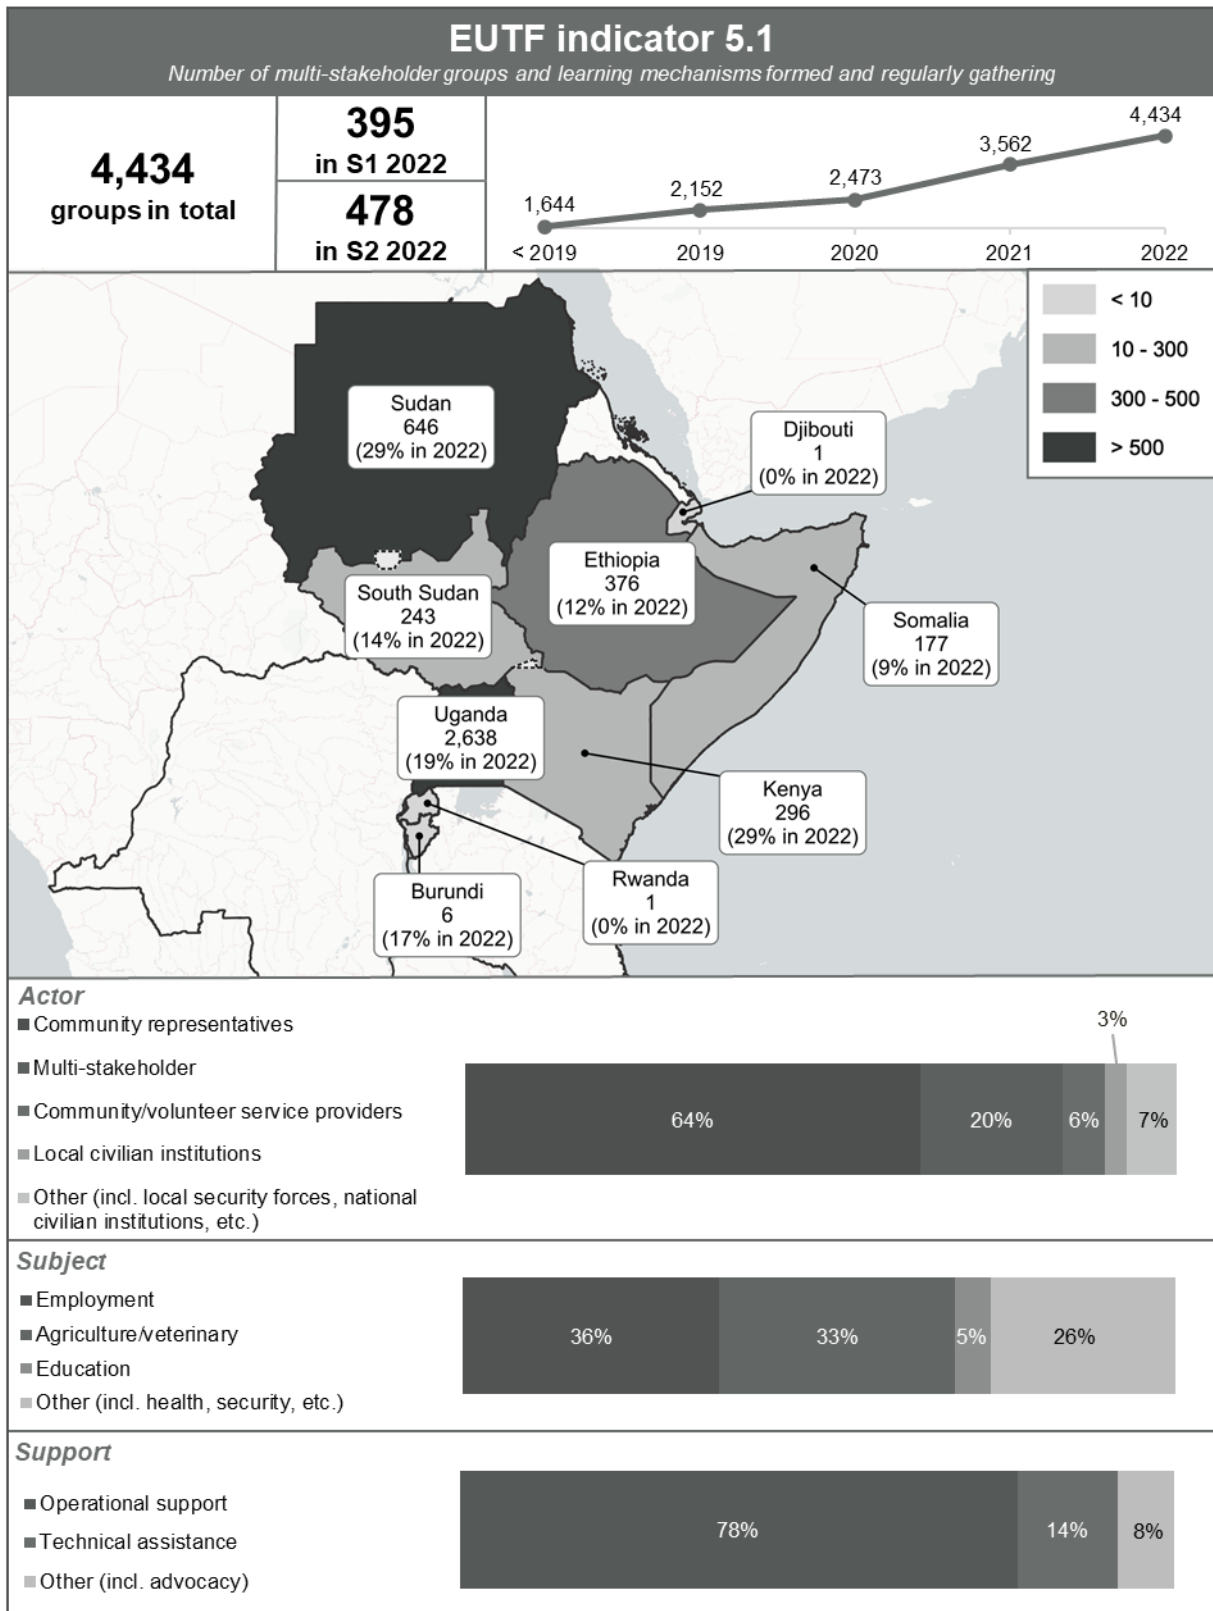 EUTF indicator 5.1
Number of multi-stakeholder groups and learning mechanisms formed and regularly gathering
4,434
groups in total
395
in S1 2022
478
in S2 2022
1,644
2,152
2,473
3,562
4,434
< 2019
2019
2020
2021
2022
< 10
10 - 300
300 - 500
> 500
Sudan
646
(29% in 2022)
Djibouti
1
(0% in 2022)
Ethiopia
376
(12% in 2022)
South Sudan
243
(14% in 2022)
Somalia
177
(9% in 2022)
Uganda
2,638
(19% in 2022)
Kenya
296
(29% in 2022)
Rwanda
1
(0% in 2022)
Burundi
6
(17% in 2022)
Actor
Community representatives
Multi-stakeholder
Community/volunteer service providers
Local civilian institutions
Other (incl. local security forces, national
civilian institutions, etc.)
3%
64%
20%
6%
7%
Subject
Employment
Agriculture/veterinary
Education
Other (incl. health, security, etc.)
36%
33%
5%
26%
Support
Operational support
Technical assistance
Other (incl. advocacy)
78%
14%
8%